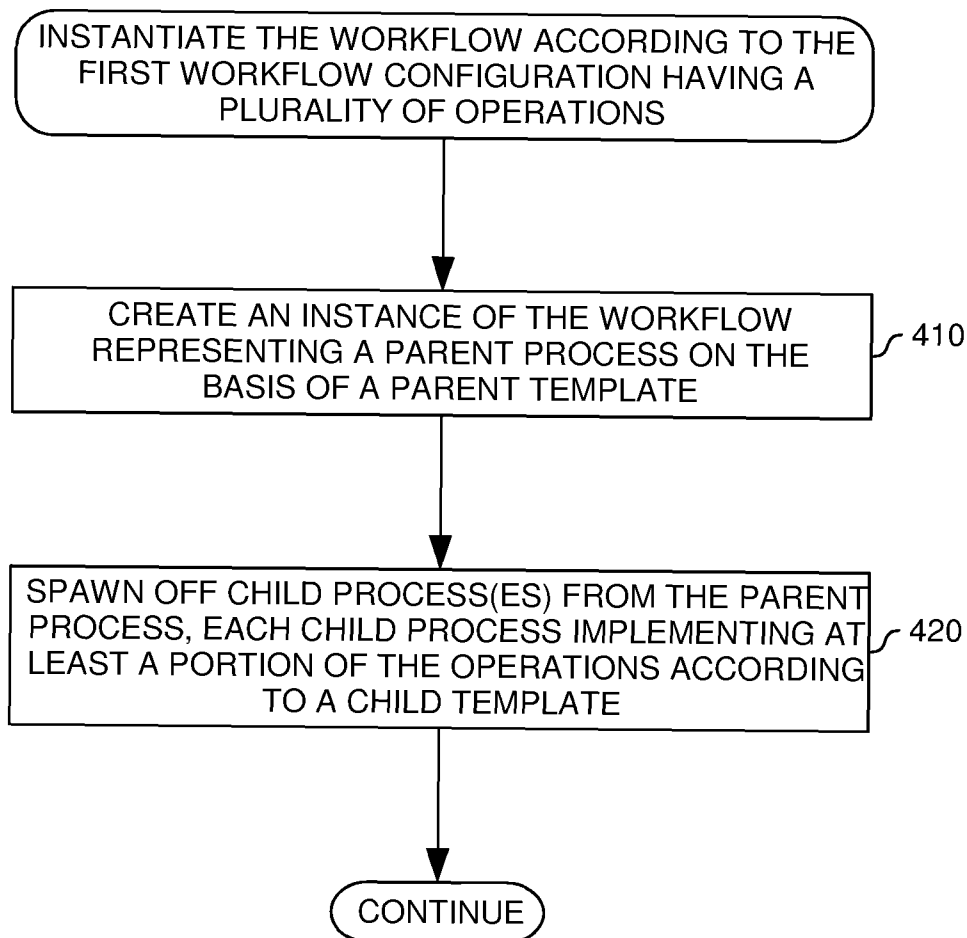 INSTANTIATE THE WORKFLOW ACCORDING TO THE
FIRST WORKFLOW CONFIGURATION HAVING A
PLURALITY OF OPERATIONS
CREATE AN INSTANCE OF THE WORKFLOW
REPRESENTING A PARENT PROCESS ON THE
BASIS OF A PARENT TEMPLATE
410
SPAWN OFF CHILD PROCESS(ES) FROM THE PARENT
PROCESS, EACH CHILD PROCESS IMPLEMENTING AT
LEAST A PORTION OF THE OPERATIONS ACCORDING
TO A CHILD TEMPLATE
420
CONTINUE